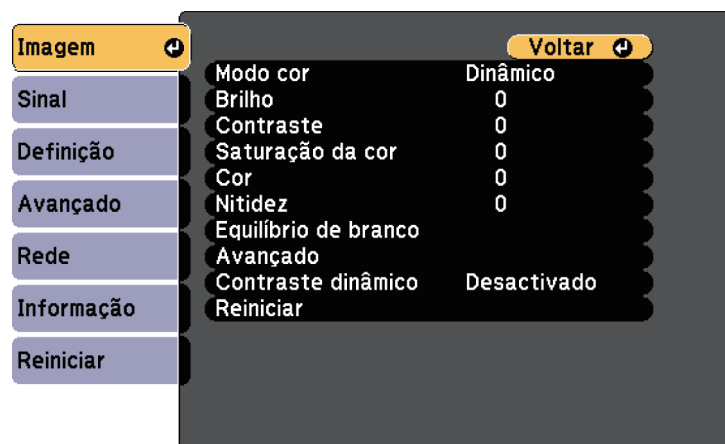 Imagem
Sinal
Definição
Avançado
Rede
Informação
Reiniciar
Voltar
Modo cor Dinâmico
Brilho 0
Contraste 0
Saturação da cor 0
Cor 0
Nitidez 0
Equilíbrio de branco
Avançado
Contraste dinâmico Desactivado
Reiniciar